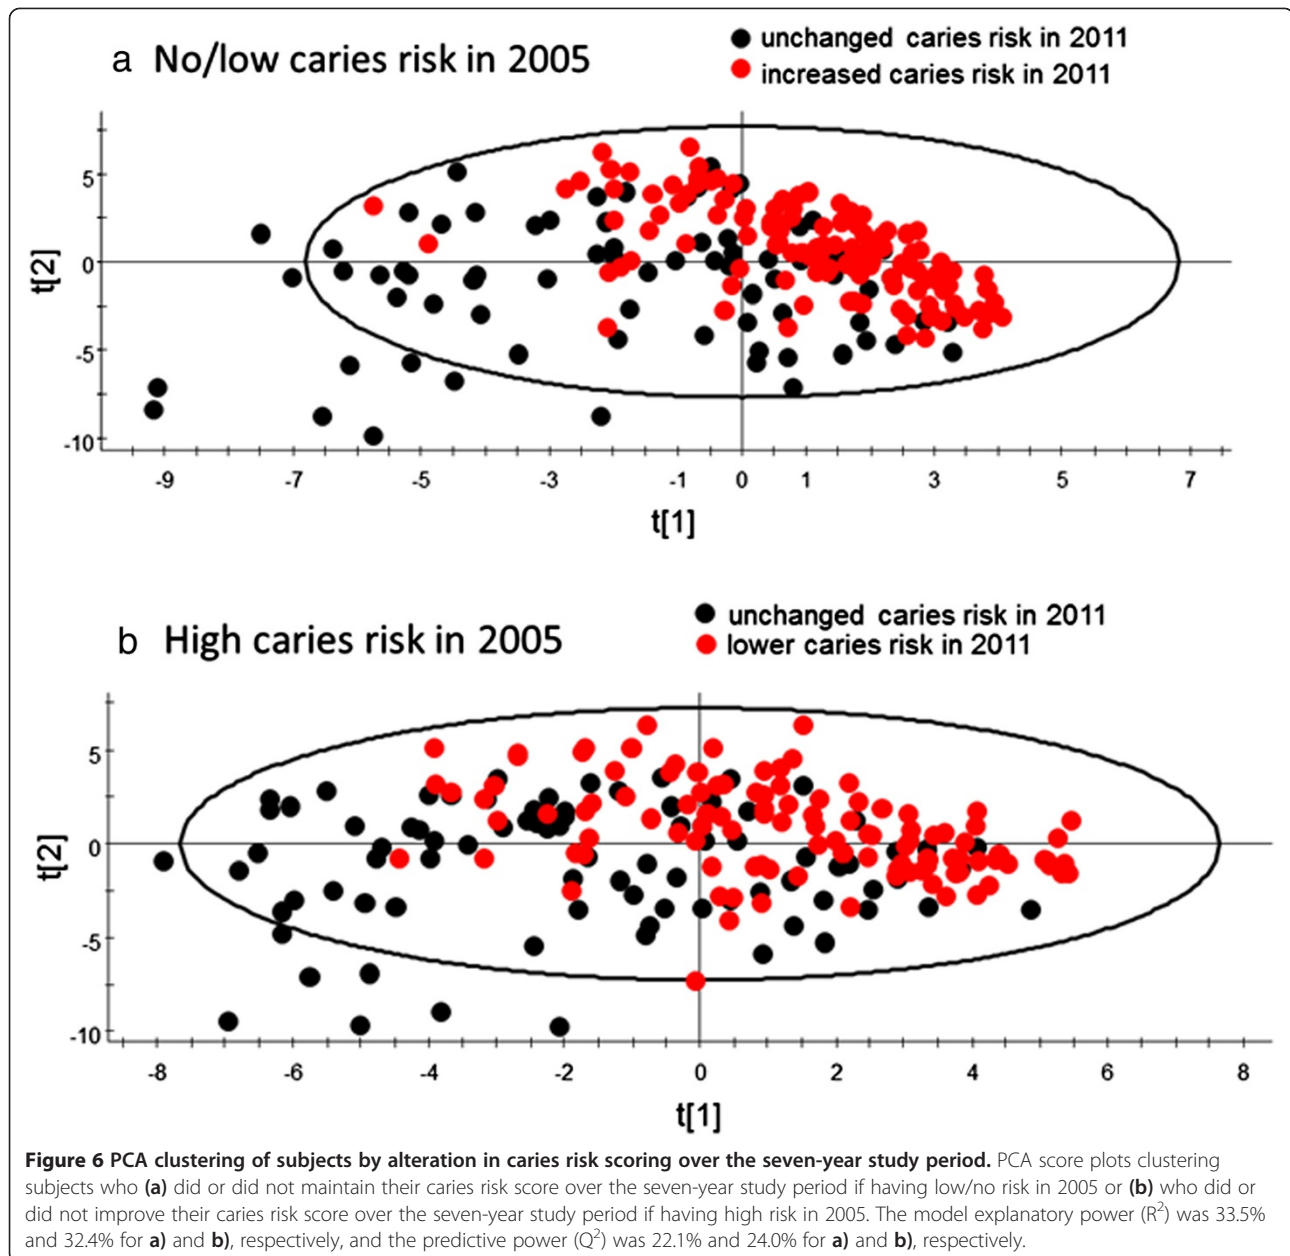 a No/low caries risk in 2005
unchanged caries risk in 2011
increased caries risk in 2011
5
0
-5
-10
t[2]
-9 -7 -5 -3 -1 0 1 3 5 7
t[1]
b High caries risk in 2005
unchanged caries risk in 2011
lower caries risk in 2011
5
0
-5
-10
t[2]
-8 -6 -4 -2 0 2 4 6 8
t[1]
Figure 6 PCA clustering of subjects by alteration in caries risk scoring over the seven-year study period. PCA score plots clustering
subjects who (a) did or did not maintain their caries risk score over the seven-year study period if having low/no risk in 2005 or (b) who did or
did not improve their caries risk score over the seven-year study period if having high risk in 2005. The model explanatory power (R²) was 33.5%
and 32.4% for a) and b), respectively, and the predictive power (Q²) was 22.1% and 24.0% for a) and b), respectively.